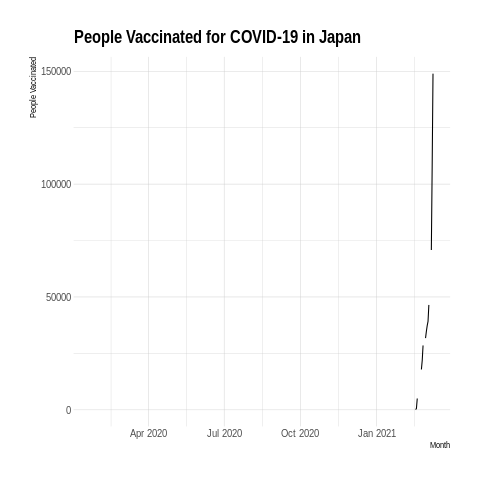 People Vaccinated for COVID-19 in Japan
People Vaccinated
150000
100000
50000
0
Apr 2020 Jul 2020 Oct 2020 Jan 2021
Month